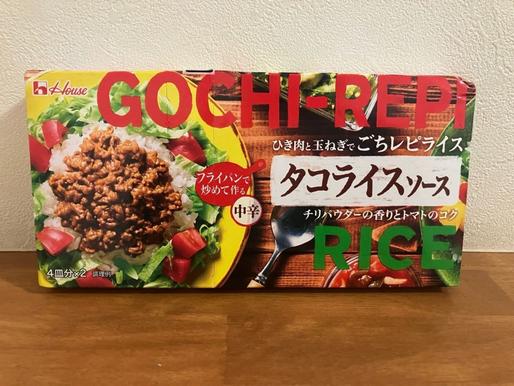 House
GOCHI-REPI
ひき肉と玉ねぎで ごちレピライス
フライパンで
炒めて作る
中辛
タコライスソース
チリパウダーの香りとトマトのコク
RICE
4皿分×2 調理例